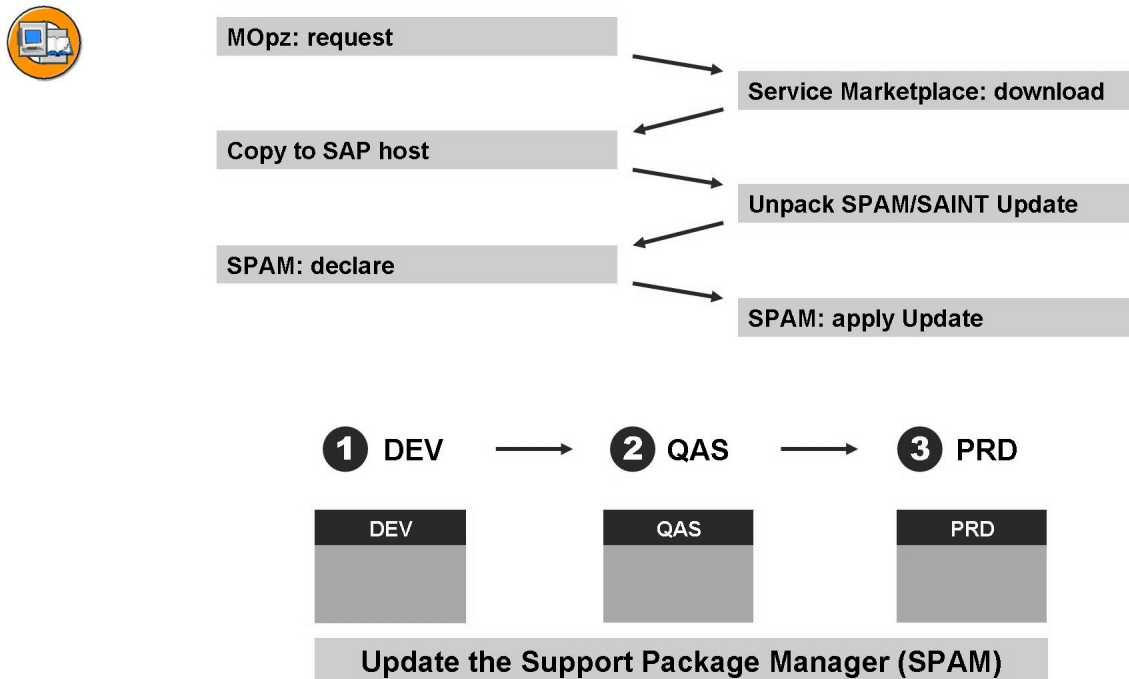 MOpz: request
Service Marketplace: download
Copy to SAP host
Unpack SPAM/SAINT Update
SPAM: declare
SPAM: apply Update
1 DEV
2 QAS
3 PRD
DEV
QAS
PRD
Update the Support Package Manager (SPAM)